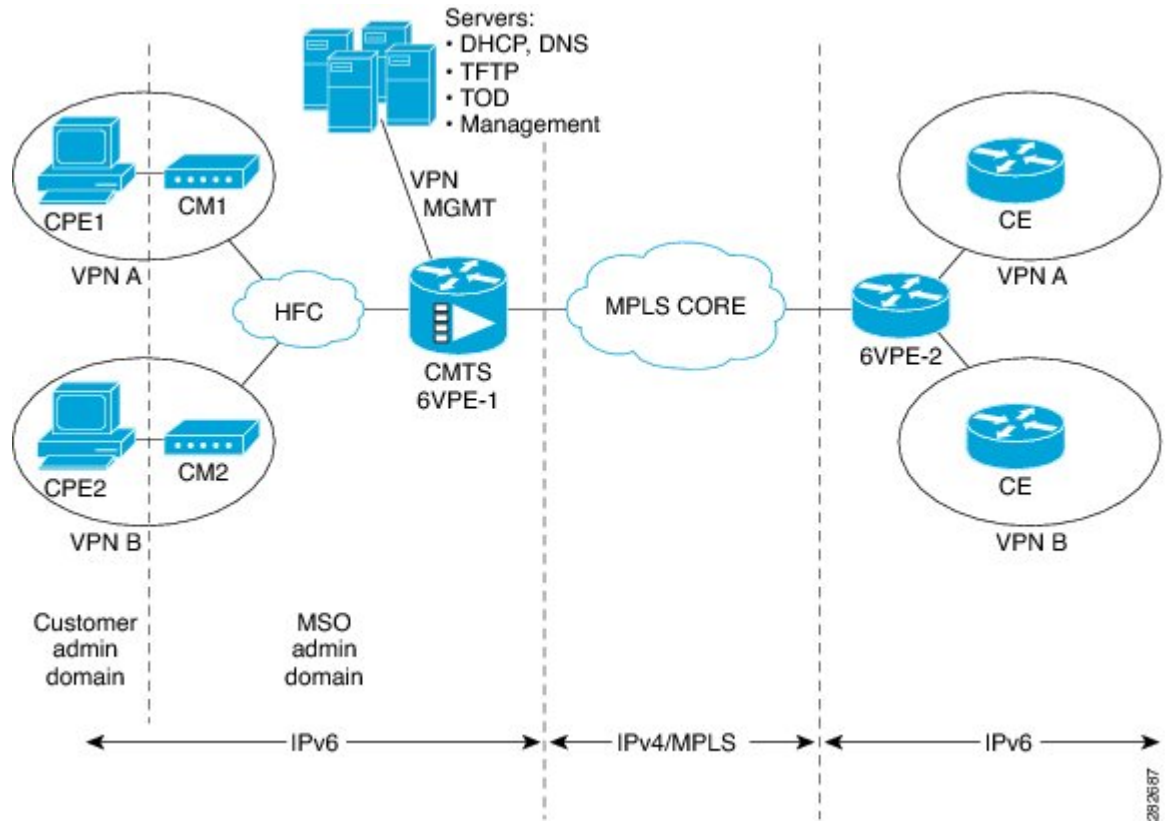 Servers:
• DHCP, DNS
• TFTP
• TOD
• Management
VPN
MGMT
CPE1
CM1
VPN A
HFC
CMTS
6VPE-1
MPLS CORE
6VPE-2
CE
VPN A
CPE2
CM2
VPN B
CE
VPN B
Customer
admin
domain
MSO
admin
domain
IPv6
IPv4/MPLS
IPv6
282687